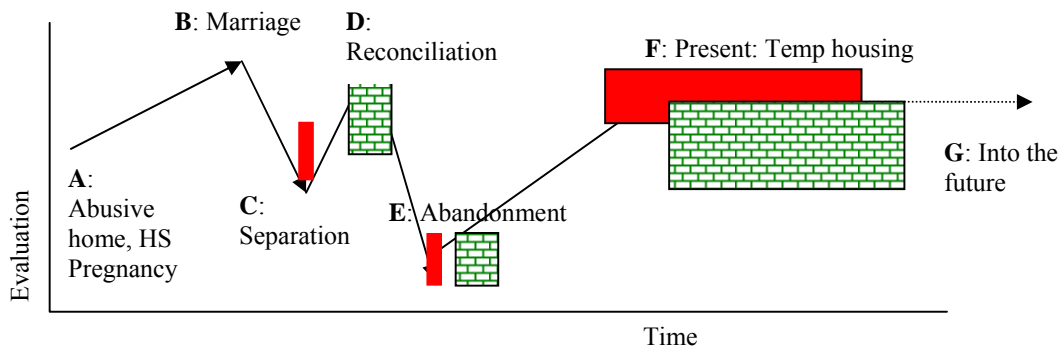 B: Marriage
D:
Reconciliation
F: Present: Temp housing
A:
Abusive
home, HS
Pregnancy
C:
Separation
E: Abandonment
G: Into the
future
Evaluation
Time